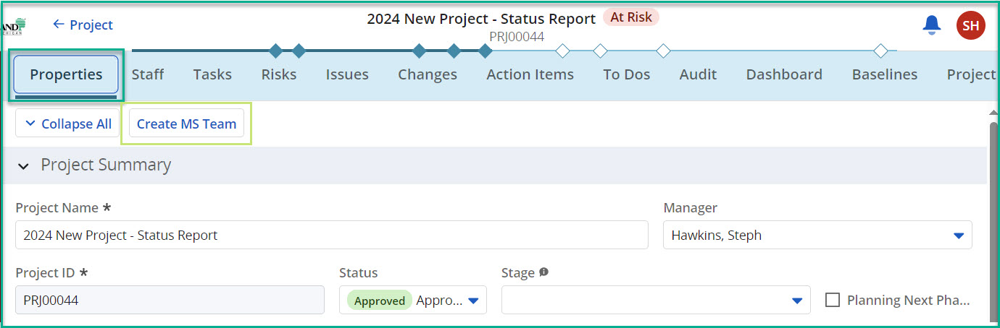 2024 New Project - Status Report At Risk
Project
SH
PRJ00044
Properties Staff Tasks Risks Issues Changes Action Items To Dos Audit Dashboard Baselines Project
Collapse All Create MS Team
Project Summary
Project Name * Manager
2024 New Project - Status Report Hawkins, Steph
Project ID * Status Stage
PRJ00044 Approved Appro... Planning Next Pha...